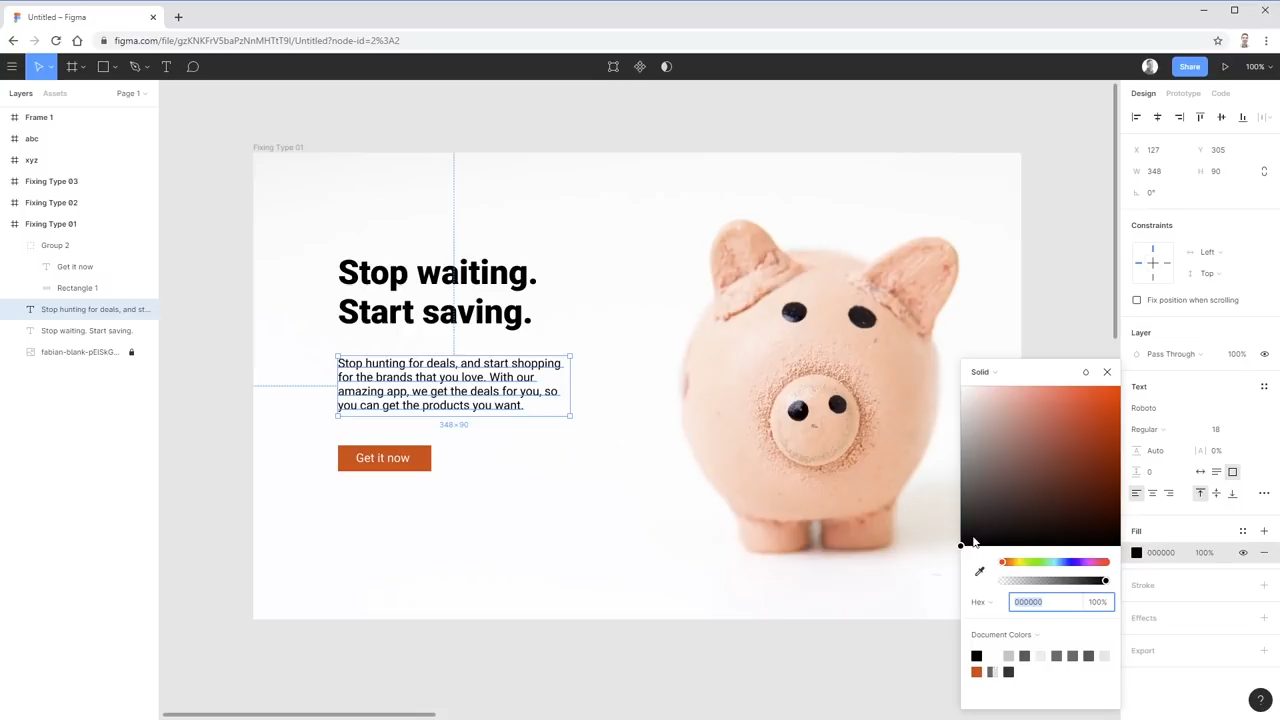 Untitled – Figma
figma.com/file/gzKNKFrV5baPzNnMHTtT9I/Untitled?node-id=2%3A2
Share
100%
Layers
Assets
Page 1
Design
Prototype
Code
Frame 1
abc
xyz
Fixing Type 03
Fixing Type 02
Fixing Type 01
Group 2
Get it now
Rectangle 1
Stop hunting for deals, and st...
Stop waiting. Start saving.
fabian-blank-pElSkG...
Fixing Type 01
Stop waiting.
Start saving.
Stop hunting for deals, and start shopping
for the brands that you love. With our
amazing app, we get the deals for you, so
you can get the products you want.
348 × 90
Get it now
X 127 Y 305
W 348 H 90
0°
Constraints
Left
Top
Fix position when scrolling
Layer
Pass Through 100%
Text
Roboto
Regular 18
Auto |A| 0%
0
Fill
000000 100%
Stroke
Effects
Export
Solid
Hex 000000 100%
Document Colors
?